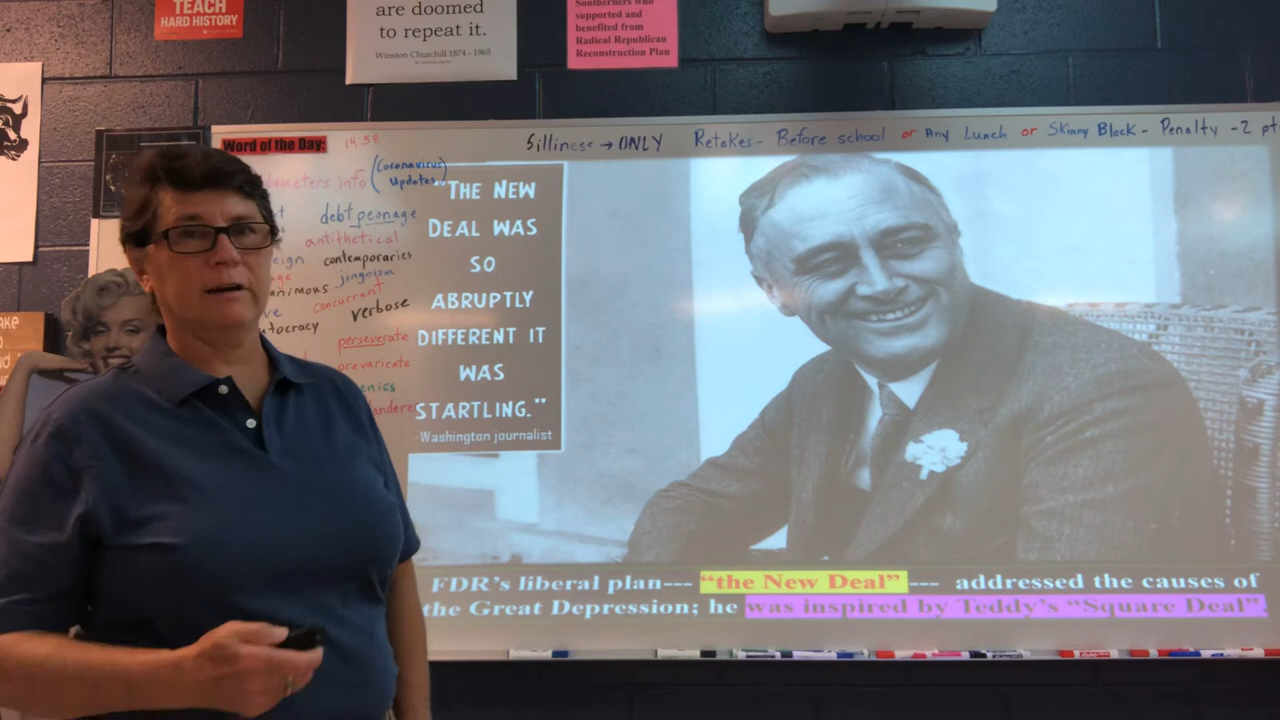 TEACH
HARD HISTORY
are doomed
to repeat it.
Winston Churchill 1874 - 1965
Southerners who
supported and
benefited from
Radical Republican
Reconstruction Plan
Word of the Day:
14:58
Silliness → ONLY Retakes- Before school or Any Lunch or Skinny Block - Penalty -2 pt
info (Coronavirus
Updates
debt peonage
antithetical
contemporaries
jingoism
concurrent
verbose
perseverate
prevaricate
"THE NEW
DEAL WAS
SO
ABRUPTLY
DIFFERENT IT
WAS
STARTLING."
-Washington journalist
FDR's liberal plan--- "the New Deal" --- addressed the causes of
the Great Depression; he was inspired by Teddy's "Square Deal".